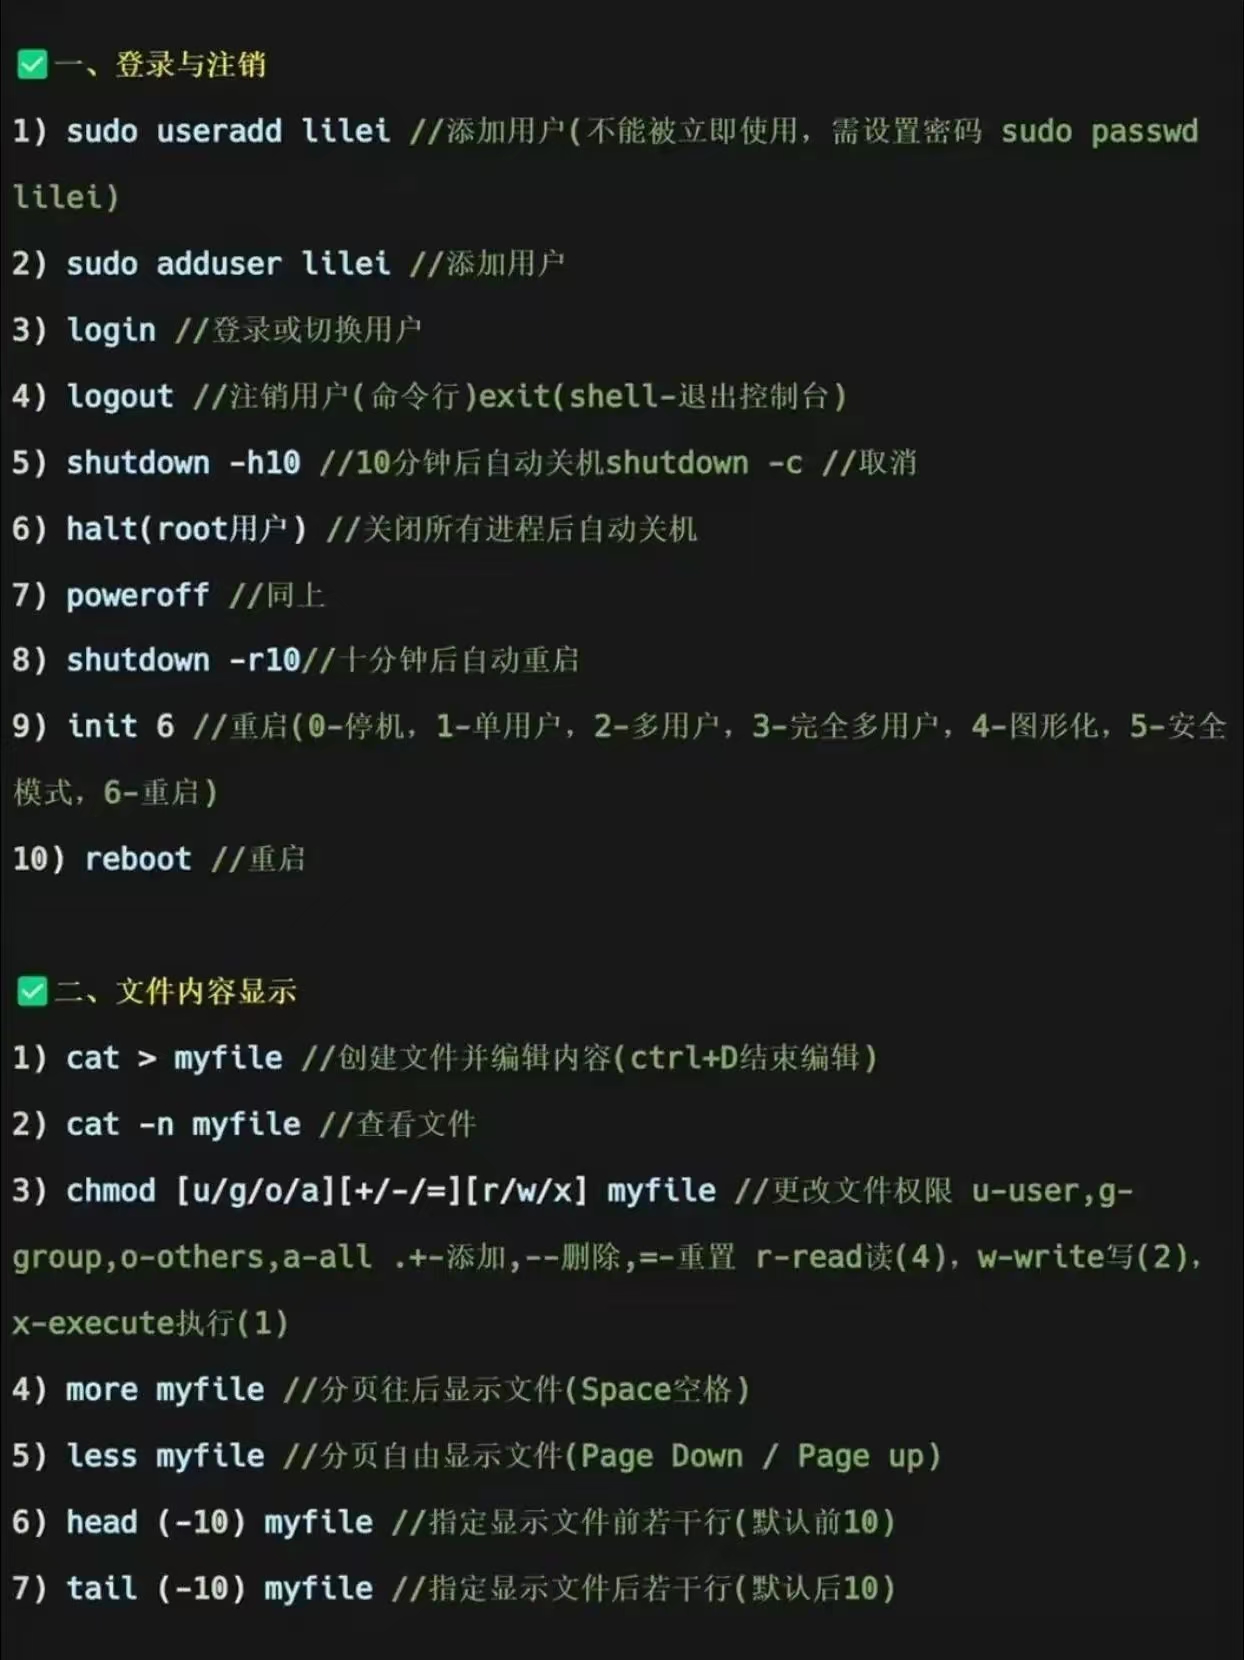 ✅一、登录与注销
1) sudo useradd lilei //添加用户(不能被立即使用，需设置密码 sudo passwd
lilei)
2) sudo adduser lilei //添加用户
3) login //登录或切换用户
4) logout //注销用户(命令行)exit(shell-退出控制台)
5) shutdown -h10 //10分钟后自动关机shutdown -c //取消
6) halt(root用户) //关闭所有进程后自动关机
7) poweroff //同上
8) shutdown -r10//十分钟后自动重启
9) init 6 //重启(0-停机，1-单用户，2-多用户，3-完全多用户，4-图形化，5-安全
模式，6-重启)
10) reboot //重启
✅二、文件内容显示
1) cat > myfile //创建文件并编辑内容(ctrl+D结束编辑)
2) cat -n myfile //查看文件
3) chmod [u/g/o/a][+/-/=][r/w/x] myfile //更改文件权限 u-user,g-
group,o-others,a-all .+-添加,--删除,=-重置 r-read读(4)，w-write写(2)，
x-execute执行(1)
4) more myfile //分页往后显示文件(Space空格)
5) less myfile //分页自由显示文件(Page Down / Page up)
6) head (-10) myfile //指定显示文件前若干行(默认前10)
7) tail (-10) myfile //指定显示文件后若干行(默认后10)